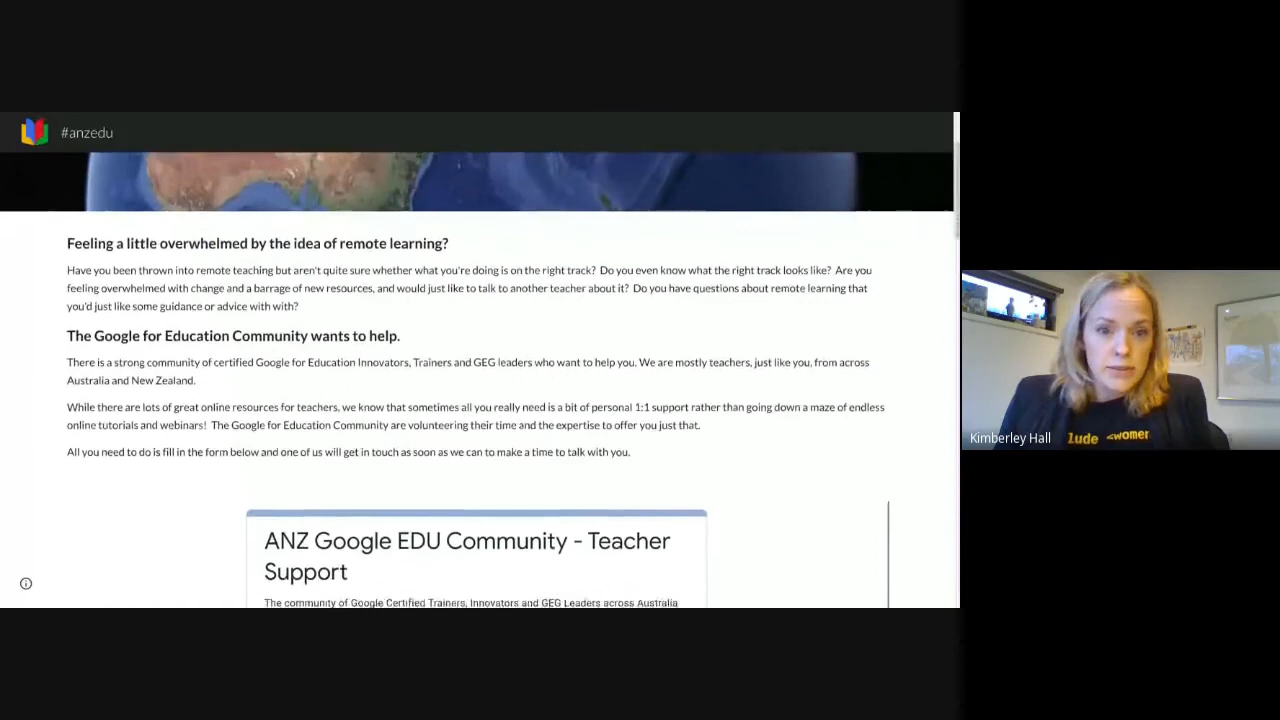 #anzedu
Feeling a little overwhelmed by the idea of remote learning?
Have you been thrown into remote teaching but aren't quite sure whether what you're doing is on the right track? Do you even know what the right track looks like? Are you
feeling overwhelmed with change and a barrage of new resources, and would just like to talk to another teacher about it? Do you have questions about remote learning that
you'd just like some guidance or advice with with?
The Google for Education Community wants to help.
There is a strong community of certified Google for Education Innovators, Trainers and GEG leaders who want to help you. We are mostly teachers, just like you, from across
Australia and New Zealand.
While there are lots of great online resources for teachers, we know that sometimes all you really need is a bit of personal 1:1 support rather than going down a maze of endless
online tutorials and webinars! The Google for Education Community are volunteering their time and the expertise to offer you just that.
All you need to do is fill in the form below and one of us will get in touch as soon as we can to make a time to talk with you.
ANZ Google EDU Community - Teacher
Support
The community of Google Certified Trainers, Innovators and GEG Leaders across Australia
Kimberley Hall
lude <women